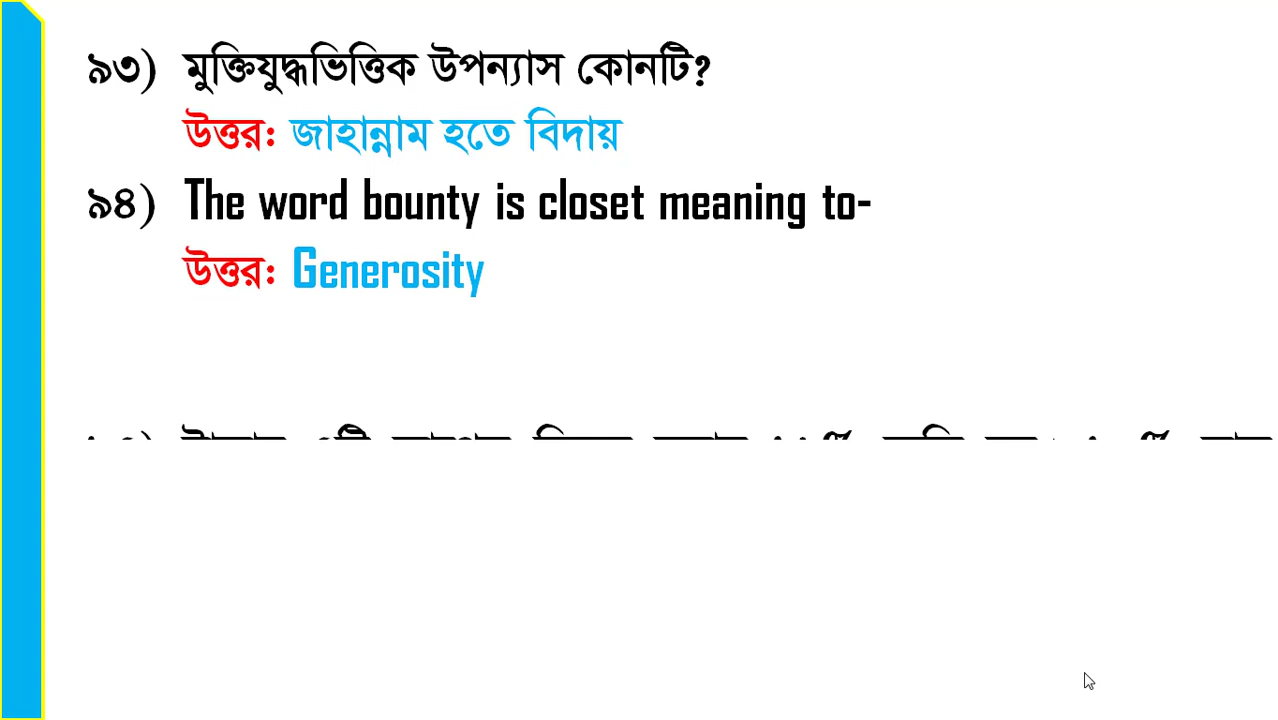 ৯৩) মুক্তিযুদ্ধভিত্তিক উপন্যাস কোনটি?
উত্তর: জাহান্নাম হতে বিদায়
৯৪) The word bounty is closet meaning to-
উত্তর: Generosity